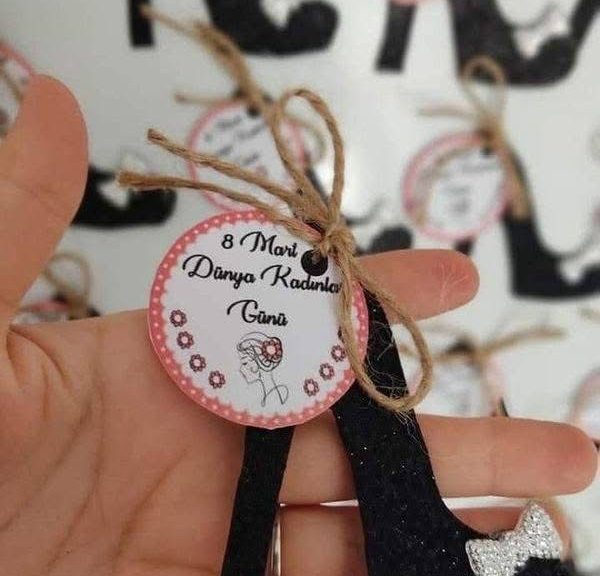 8 Mart
Dünya Kadınlar
Günü